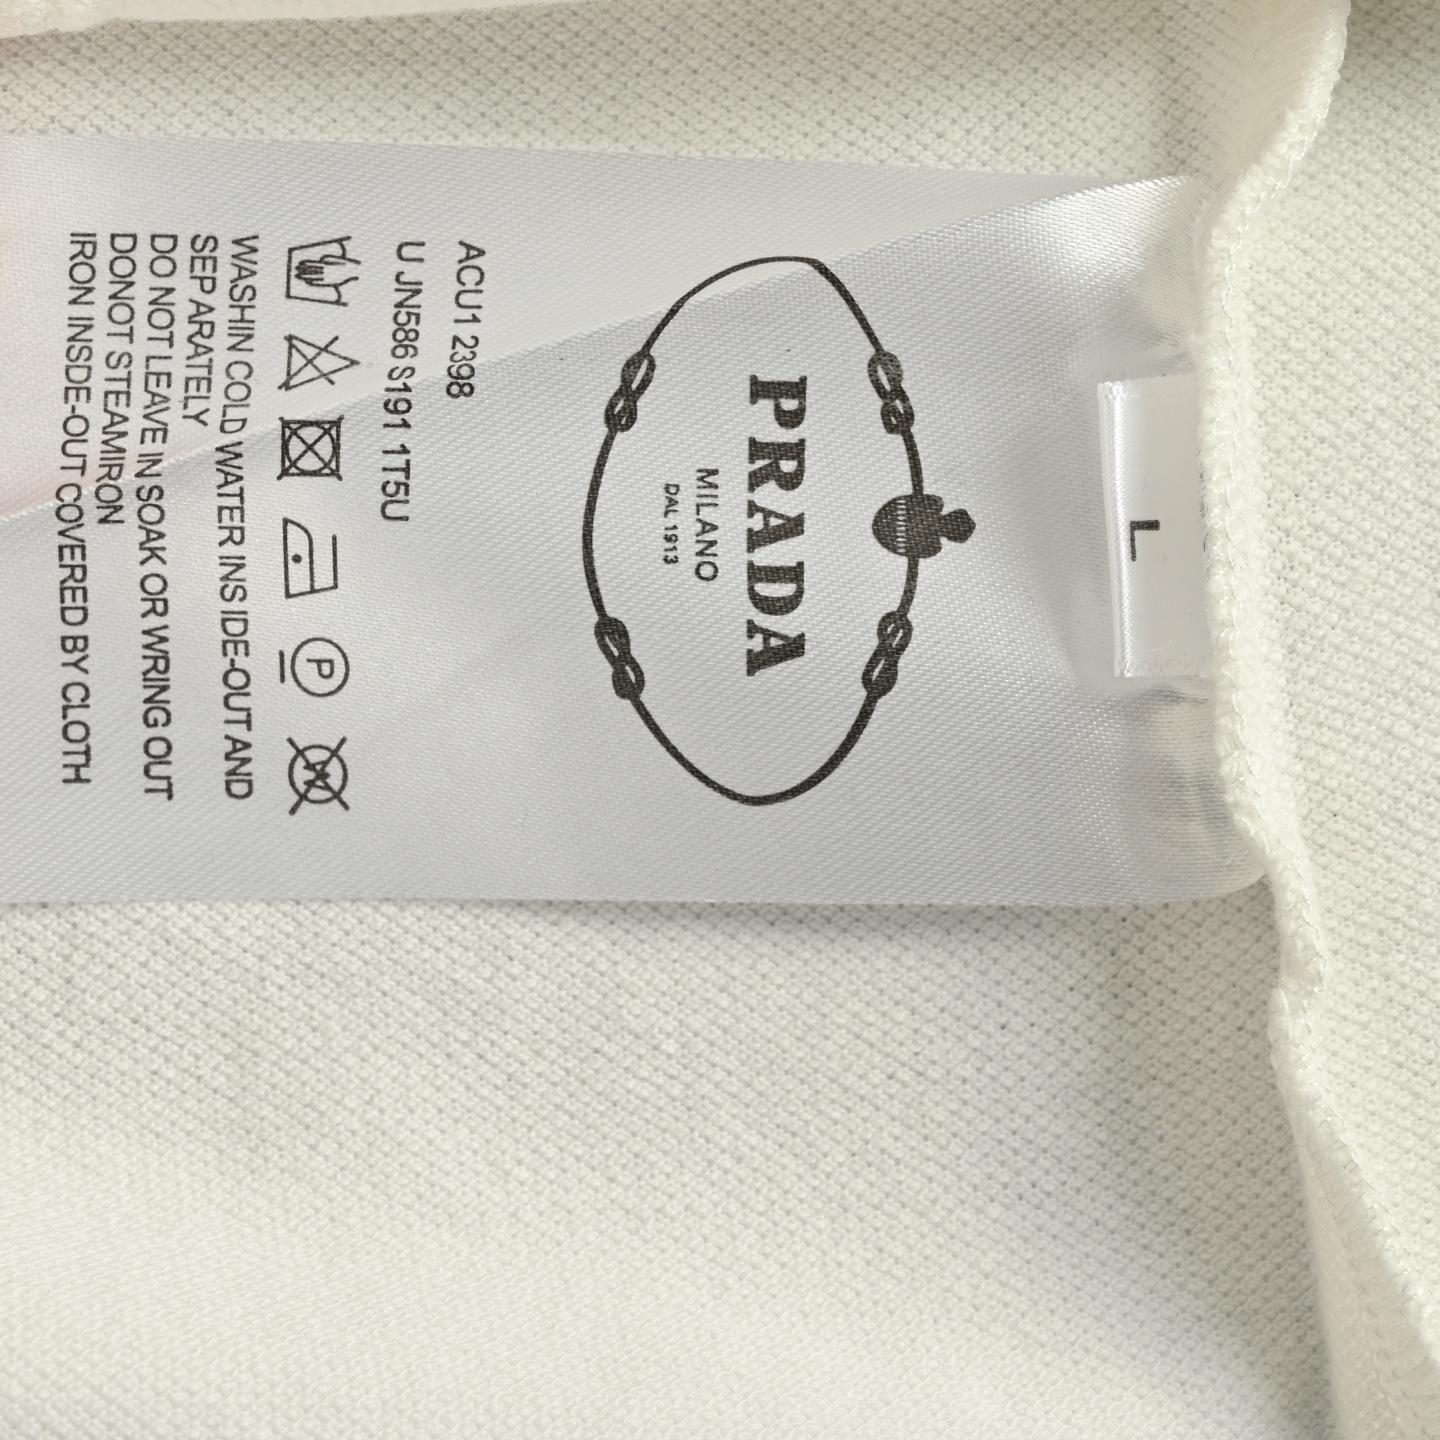 L
PRADA
MILANO
DAL 1913
ACU1 2398
U JN586 S191 1T5U
P
WASHIN COLD WATER INS IDE-OUT AND
SEP ARATELY
DO NOT LEAVE IN SOAK OR WRING OUT
DONOT STEAMIRON
IRON INSDE-OUT COVERED BY CLOTH